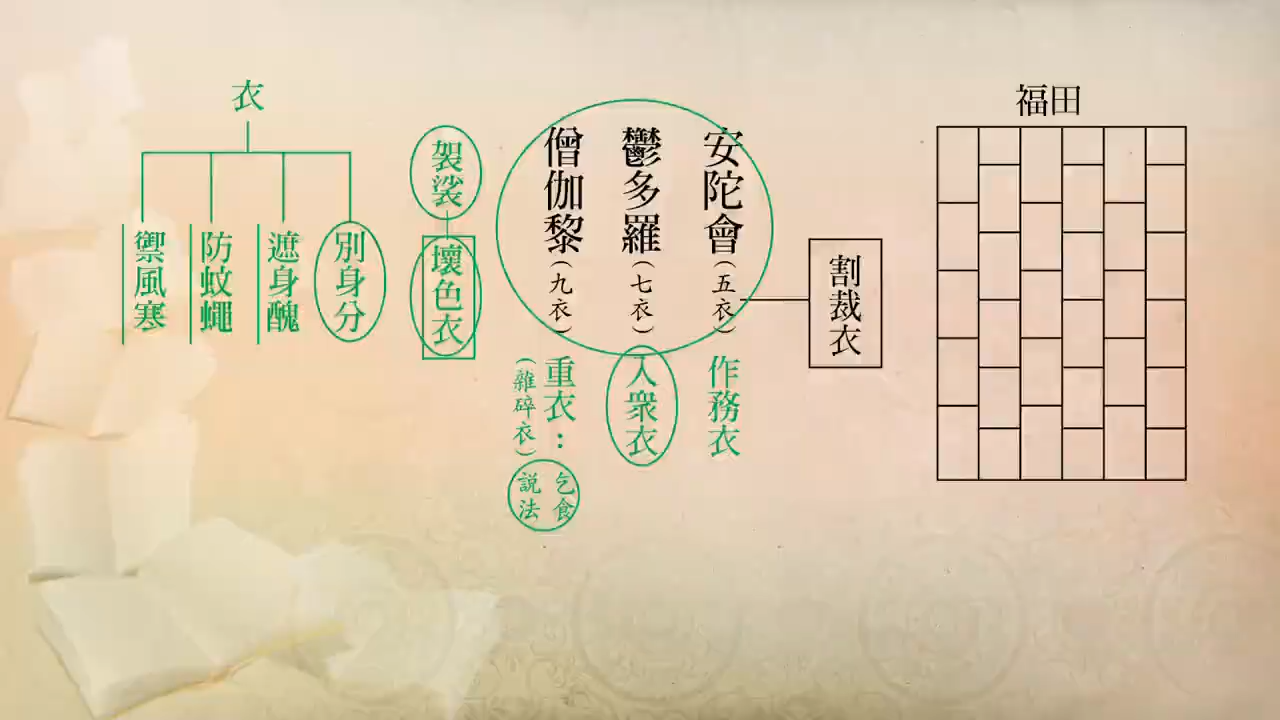 福田
割裁衣
安陀會(五衣)
作務衣
鬱多羅(七衣)
入衆衣
僧伽黎(九衣)
重衣：乞食
說法
(雜碎衣)
袈裟
壞色衣
衣
別身分
遮身醜
防蚊蠅
禦風寒